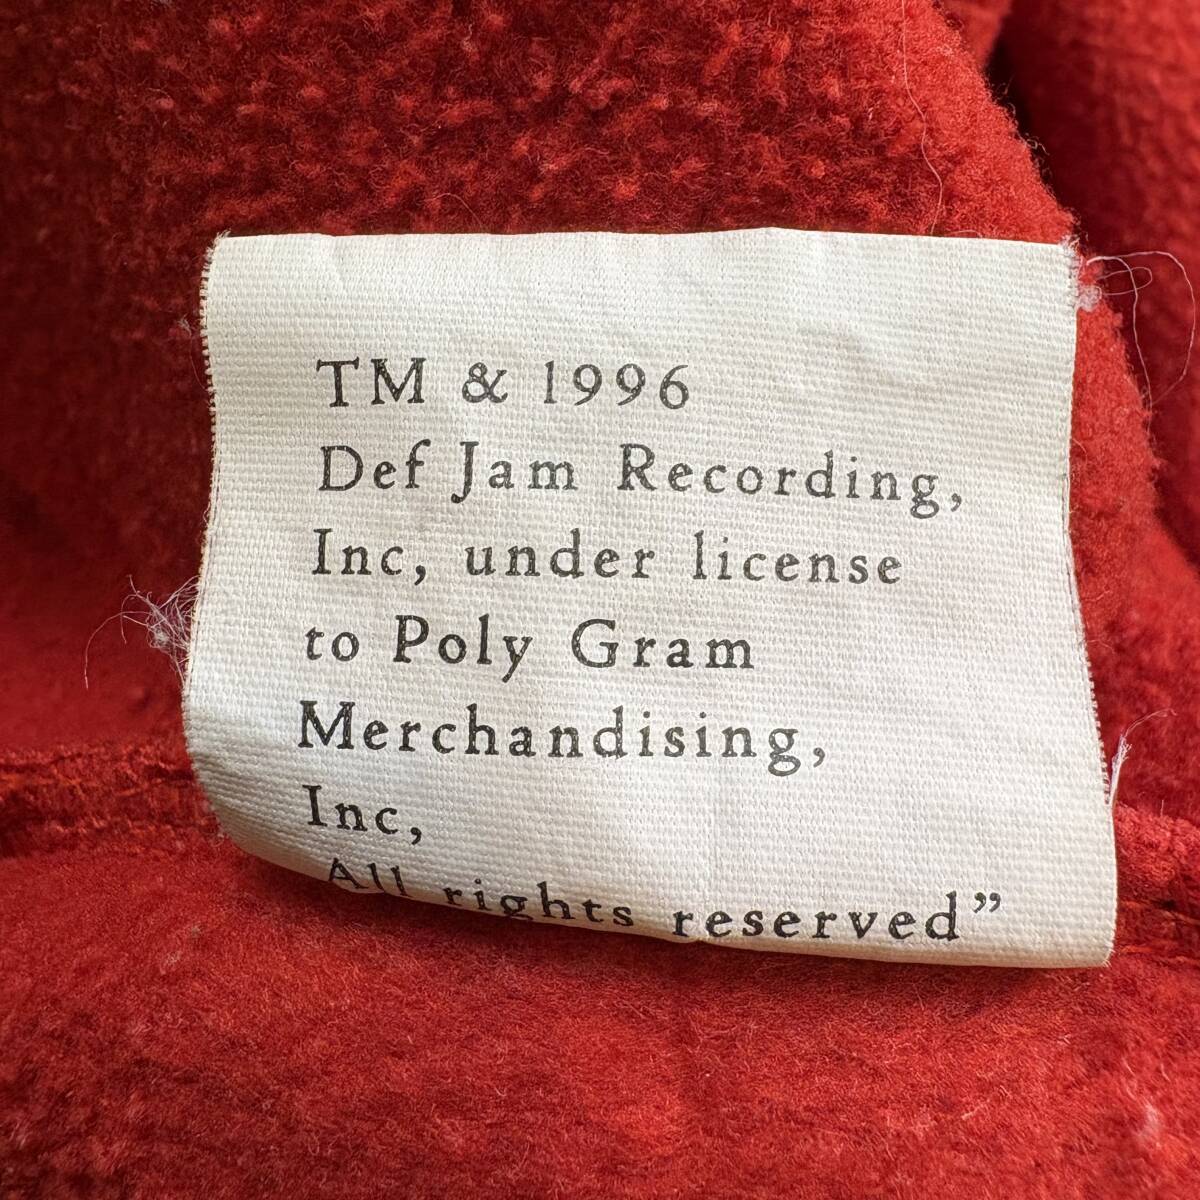 TM & 1996
Def Jam Recording,
Inc, under license
to Poly Gram
Merchandising,
Inc,
All rights reserved”